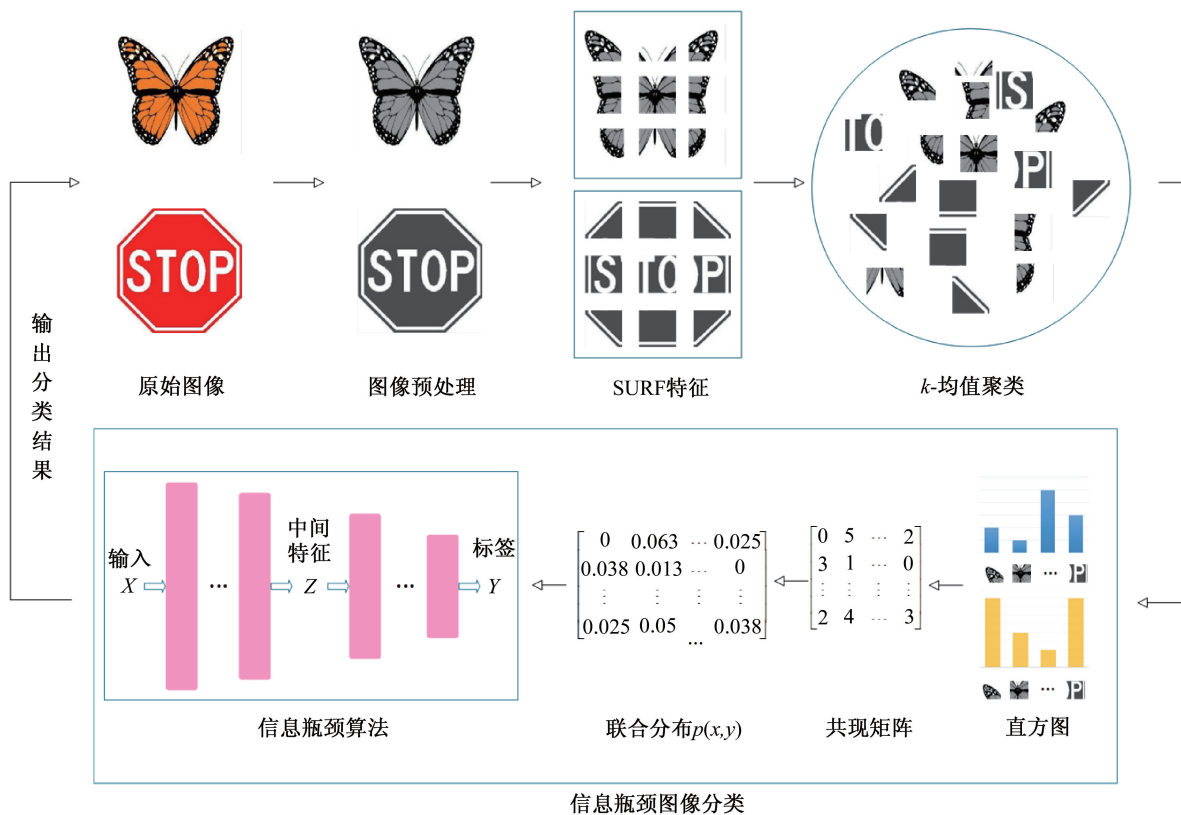 STOP
STOP
S TO OP
S
TO
OP
原始图像
图像预处理
SURF特征
k-均值聚类
输出分类结果
输入
X
...
中间
特征
Z
...
标签
Y
信息瓶颈算法
0 0.063 ... 0.025
0.038 0.013 ... 0
⋮ ⋮ ⋮ ⋮
0.025 0.05 ... 0.038
联合分布p(x,y)
0 5 ... 2
3 1 ... 0
⋮ ⋮ ⋮ ⋮
2 4 ... 3
共现矩阵
... P
... P
直方图
信息瓶颈图像分类